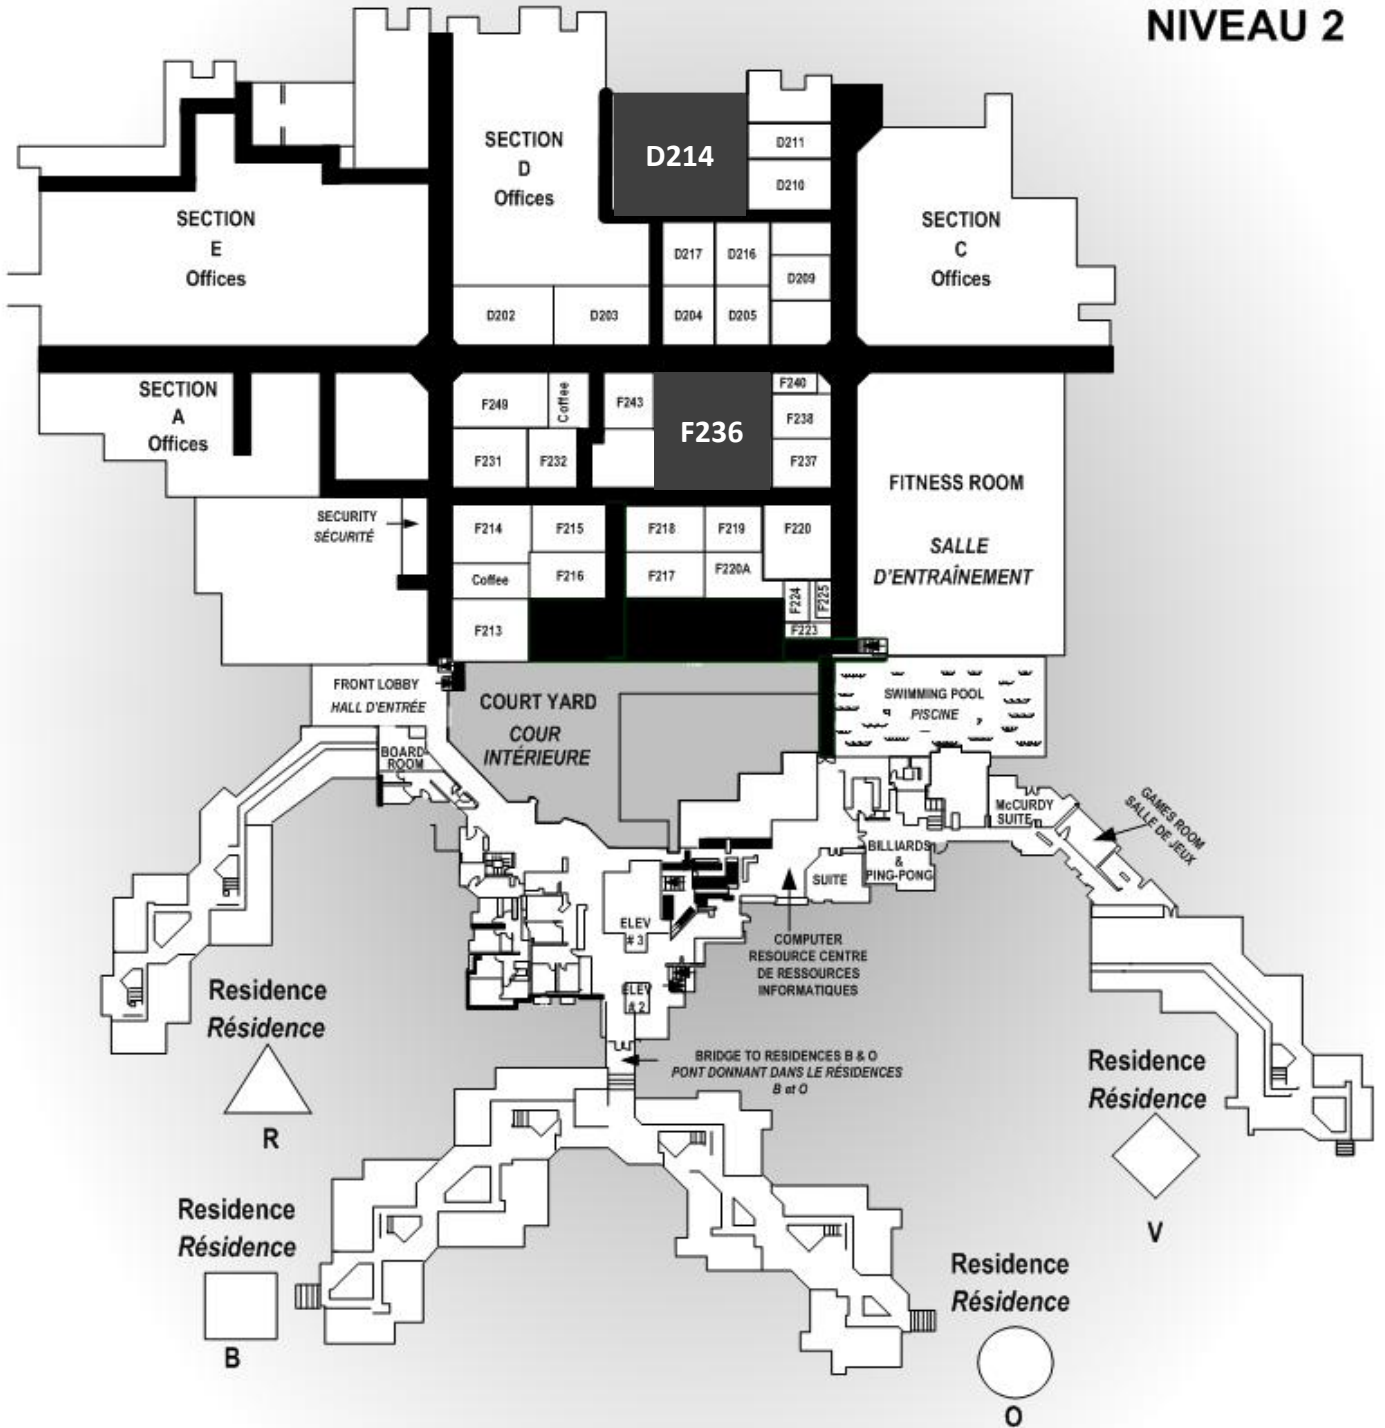 NIVEAU 2
SECTION
D
Offices
D214
D211
D210
SECTION
E
Offices
SECTION
C
Offices
D217
D216
D209
D202
D203
D204
D205
SECTION
A
Offices
F249
Coffee
F243
F236
F240
F238
F231
F232
F237
FITNESS ROOM
SALLE
D'ENTRAÎNEMENT
SECURITY
SÉCURITÉ
F214
F215
F218
F219
F220
Coffee
F216
F217
F220A
F224
F225
F213
F223
FRONT LOBBY
HALL D'ENTRÉE
COURT YARD
COUR
INTÉRIEURE
SWIMMING POOL
PISCINE
BOARD
ROOM
McCURDY
SUITE
GAMES ROOM
SALLE DE JEUX
BILLIARDS
&
PING-PONG
SUITE
ELEV
# 3
COMPUTER
RESOURCE CENTRE
DE RESSOURCES
INFORMATIQUES
ELEV
# 2
BRIDGE TO RESIDENCES B & O
PONT DONNANT DANS LE RÉSIDENCES
B et O
Residence
Résidence
R
Residence
Résidence
V
Residence
Résidence
B
Residence
Résidence
O